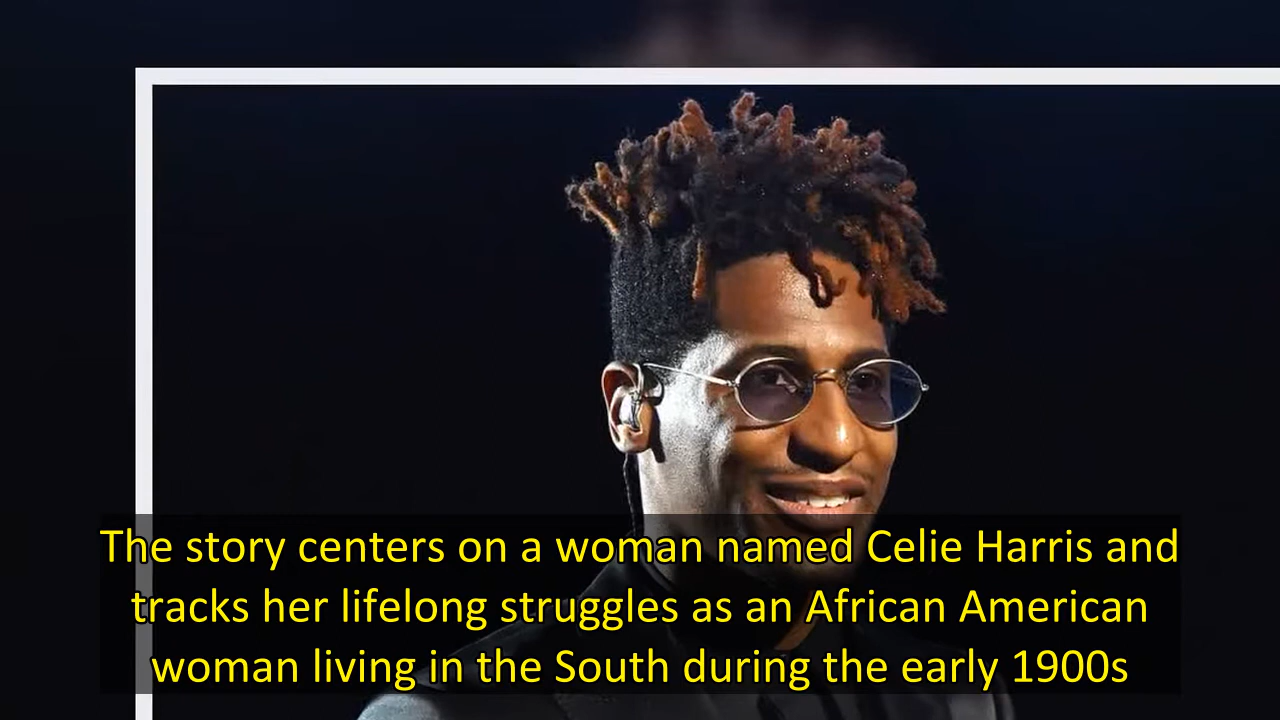 The story centers on a woman named Celie Harris and
tracks her lifelong struggles as an African American
woman living in the South during the early 1900s